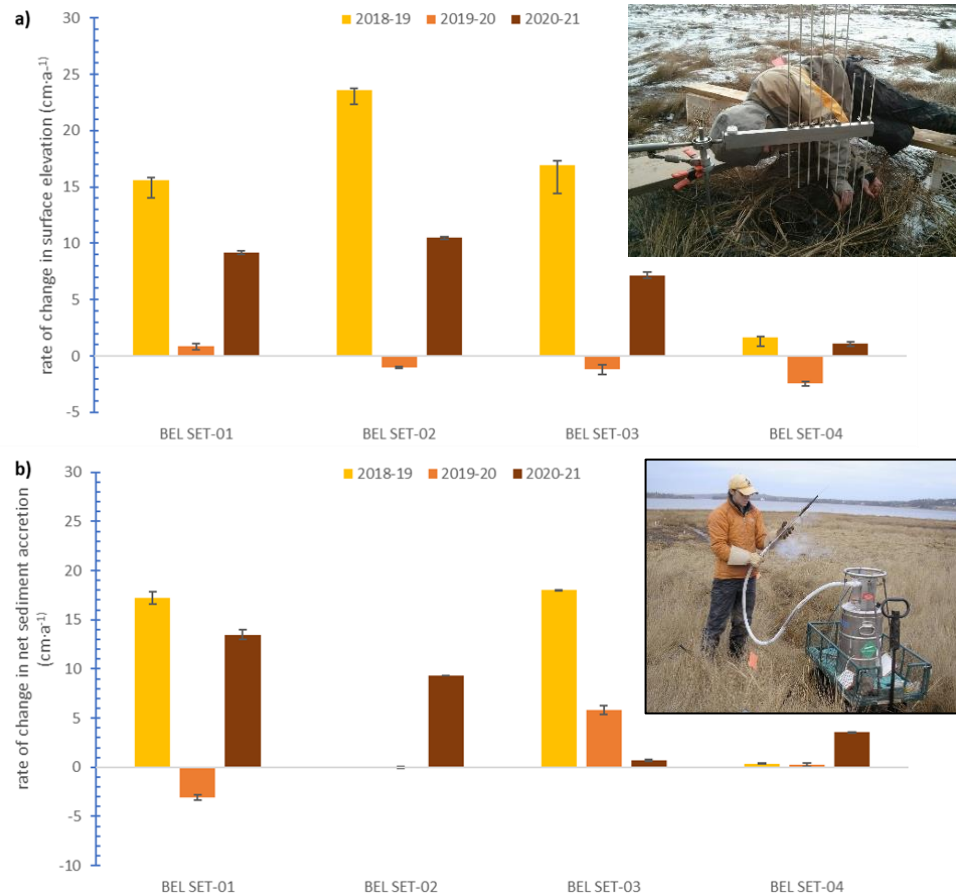 a)
2018-19 2019-20 2020-21
30
25
20
15
10
5
0
-5
rate of change in surface elevation (cm·a⁻¹)
BEL SET-01 BEL SET-02 BEL SET-03 BEL SET-04
b)
2018-19 2019-20 2020-21
30
25
20
15
10
5
0
-5
-10
rate of change in net sediment accretion
(cm·a⁻¹)
BEL SET-01 BEL SET-02 BEL SET-03 BEL SET-04